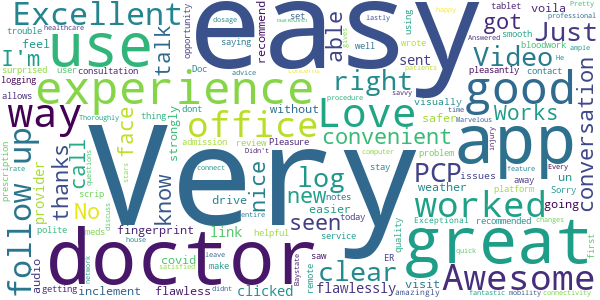 Excellent
easy
Just
trouble
feel
I'm
use
talk
able
got
tablet
voila
professional
Pretty
opportunity
dosage
healthcare
set
using
happy
lastly
saying
recommend
Doc
well
wrote
smooth
Answered
He
ample
surprised
user
consultation
advice
sent
Video
bloodwork
logging
allows
experience
right
good
pleasantly
contact
patients
savvy
dont
without
visually
procedure
Marvelous
time
way
Thoroughly
strongly
office
Love
Works
conversation
face
thing
admission
review
Pleasure
convenient
safer
problem
injury
issues
Every
follow up
thanks
call
Very
app
rate
questions
stars
discuss
nice
Didn't
connect
computer
stay
PCP
away
feature
un
Sorry
prescription
provider
know
log
drive
notes
weather
platform
going
No
scrip
meds
new
easier
today
worked
Exceptional
recommended
changes
doctor
fingerprint
polite
house
entire
seen
service
quality
great
quick
first
link
helpful
audio
network
covid
satisfied
leave
make
Baystate
saw
ER
remote
clear
visit
Awesome
getting
inclement
flawless
didnt
clicked
flawlessly
amazingly
fantastic
mobility
connectivity